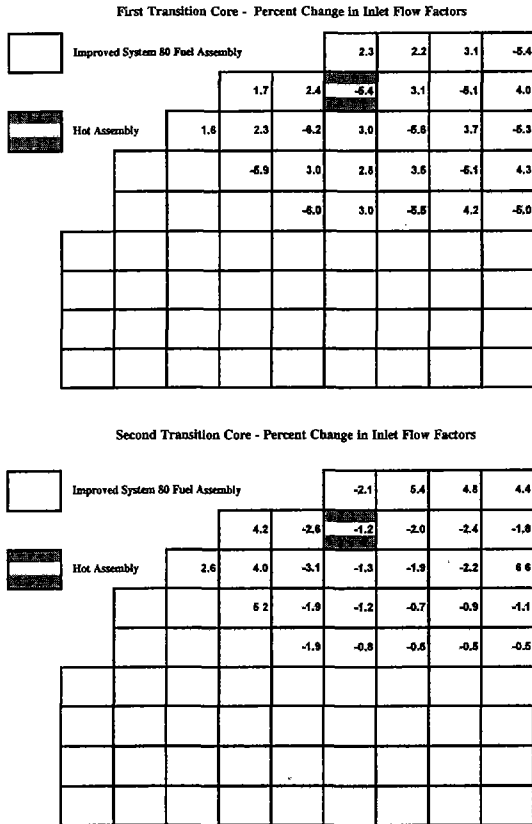 First Transition Core - Percent Change in Inlet Flow Factors
Improved System 80 Fuel Assembly
2.3 2.2 3.1 -5.4
1.7 2.4 -5.4 3.1 -5.1 4.0
Hot Assembly
1.6 2.3 -6.2 3.0 -5.6 3.7 -5.3
-5.9 3.0 2.8 3.5 -5.1 4.3
-6.0 3.0 -5.5 4.2 -5.0
Second Transition Core - Percent Change in Inlet Flow Factors
Improved System 80 Fuel Assembly
-2.1 5.4 4.8 4.4
4.2 -2.6 -1.2 -2.0 -2.4 -1.8
Hot Assembly
2.6 4.0 -3.1 -1.3 -1.9 -2.2 6 6
5 2 -1.9 -1.2 -0.7 -0.9 -1.1
-1.9 -0.8 -0.5 -0.5 -0.5